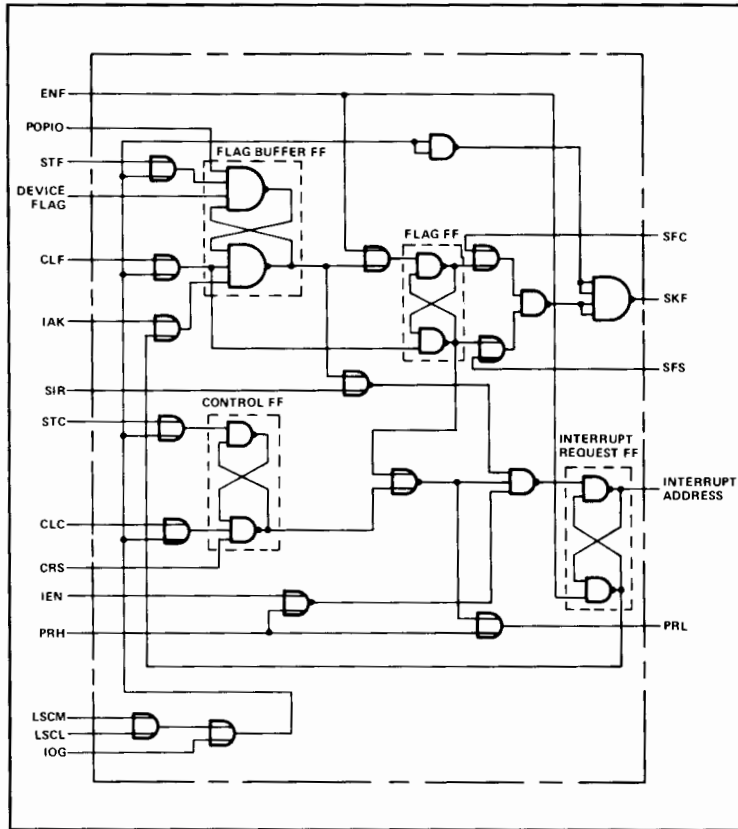 ENF
POPIO
FLAG BUFFER FF
STF
DEVICE
FLAG
FLAG FF
SFC
CLF
SKF
IAK
SFS
SIR
CONTROL FF
STC
INTERRUPT
REQUEST FF
INTERRUPT
ADDRESS
CLC
CRS
IEN
PRH
PRL
LSCM
LSCL
IOG